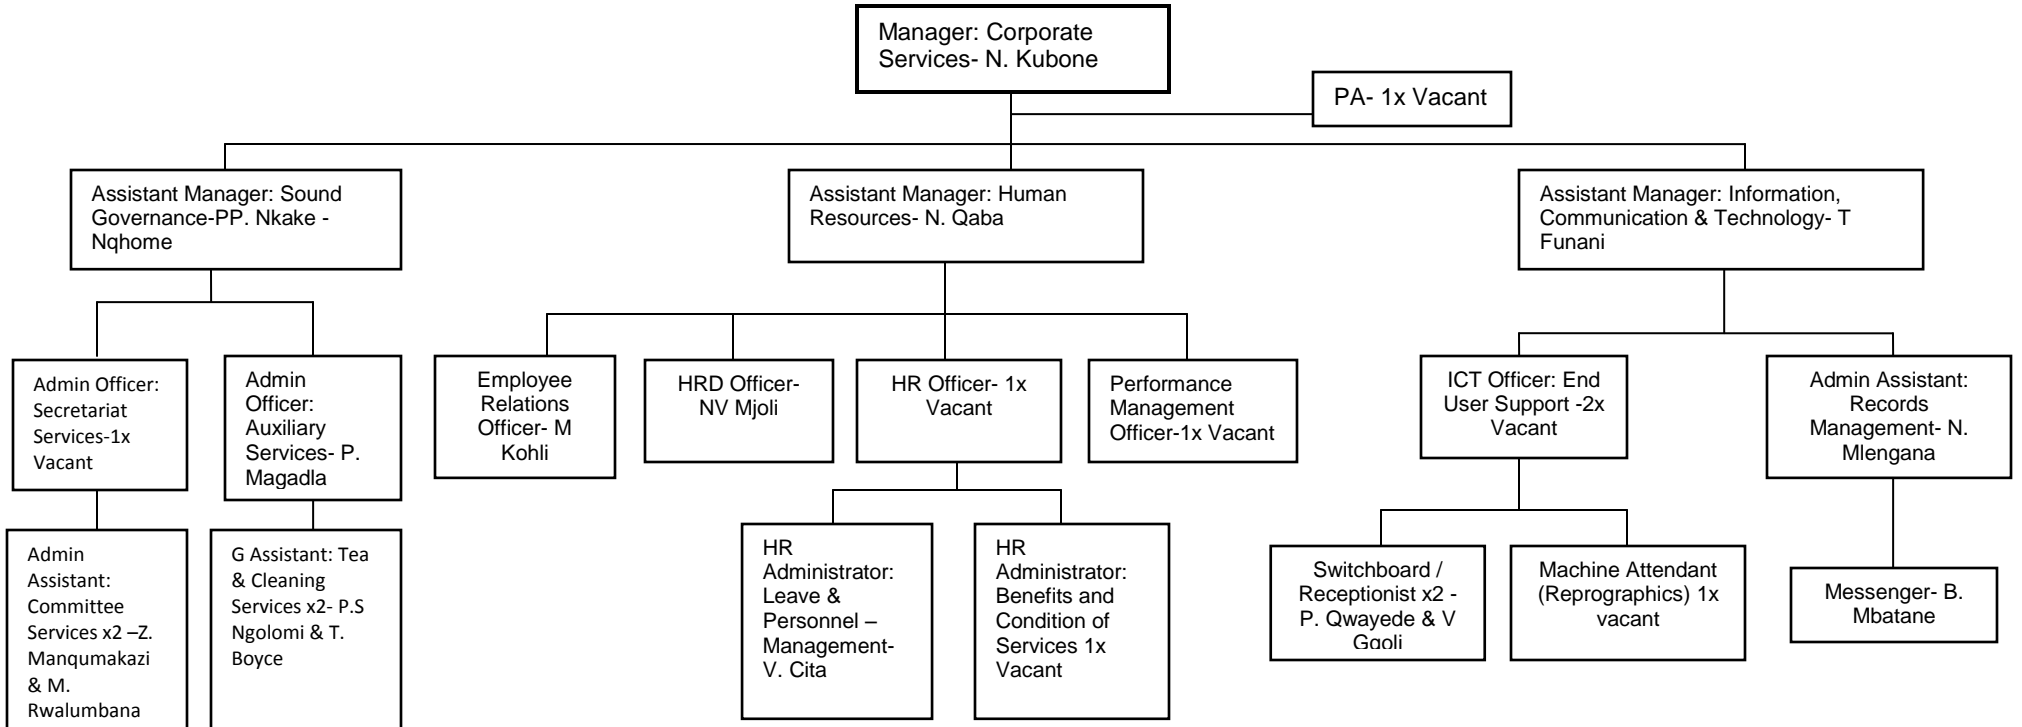 Manager: Corporate
Services- N. Kubone
PA- 1x Vacant
Assistant Manager: Sound
Governance-PP. Nkake -
Nqhome
Assistant Manager: Human
Resources- N. Qaba
Assistant Manager: Information,
Communication & Technology- T
Funani
Admin Officer:
Secretariat
Services-1x
Vacant
Admin
Officer:
Auxiliary
Services- P.
Magadla
Employee
Relations
Officer- M
Kohli
HRD Officer-
NV Mjoli
HR Officer- 1x
Vacant
Performance
Management
Officer-1x Vacant
ICT Officer: End
User Support -2x
Vacant
Admin Assistant:
Records
Management- N.
Mlengana
Admin
Assistant:
Committee
Services x2 –Z.
Manqumakazi
& M.
Rwalumbana
G Assistant: Tea
& Cleaning
Services x2- P.S
Ngolomi & T.
Boyce
HR
Administrator:
Leave &
Personnel –
Management-
V. Cita
HR
Administrator:
Benefits and
Condition of
Services 1x
Vacant
Switchboard /
Receptionist x2 -
P. Qwayede & V
Machine Attendant
(Reprographics) 1x
vacant
Messenger- B.
Mbatane